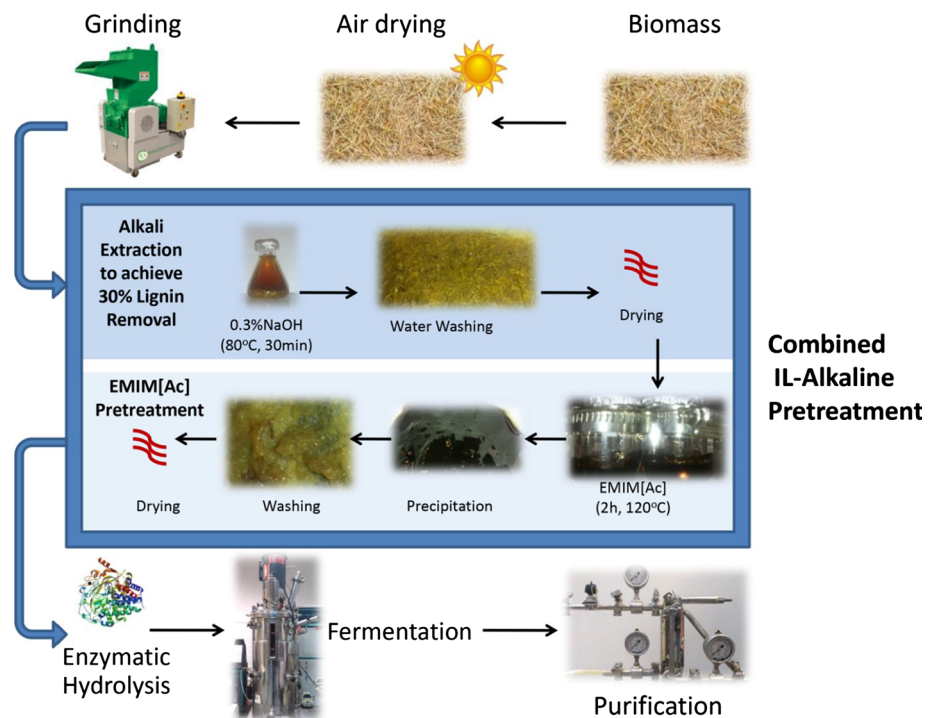 Grinding
Air drying
Biomass
Alkali
Extraction
to achieve
30% Lignin
Removal
0.3%NaOH
(80°C, 30min)
Water Washing
Drying
Combined
IL-Alkaline
Pretreatment
EMIM[Ac]
Pretreatment
Drying
Washing
Precipitation
EMIM[Ac]
(2h, 120°C)
Enzymatic
Hydrolysis
Fermentation
Purification